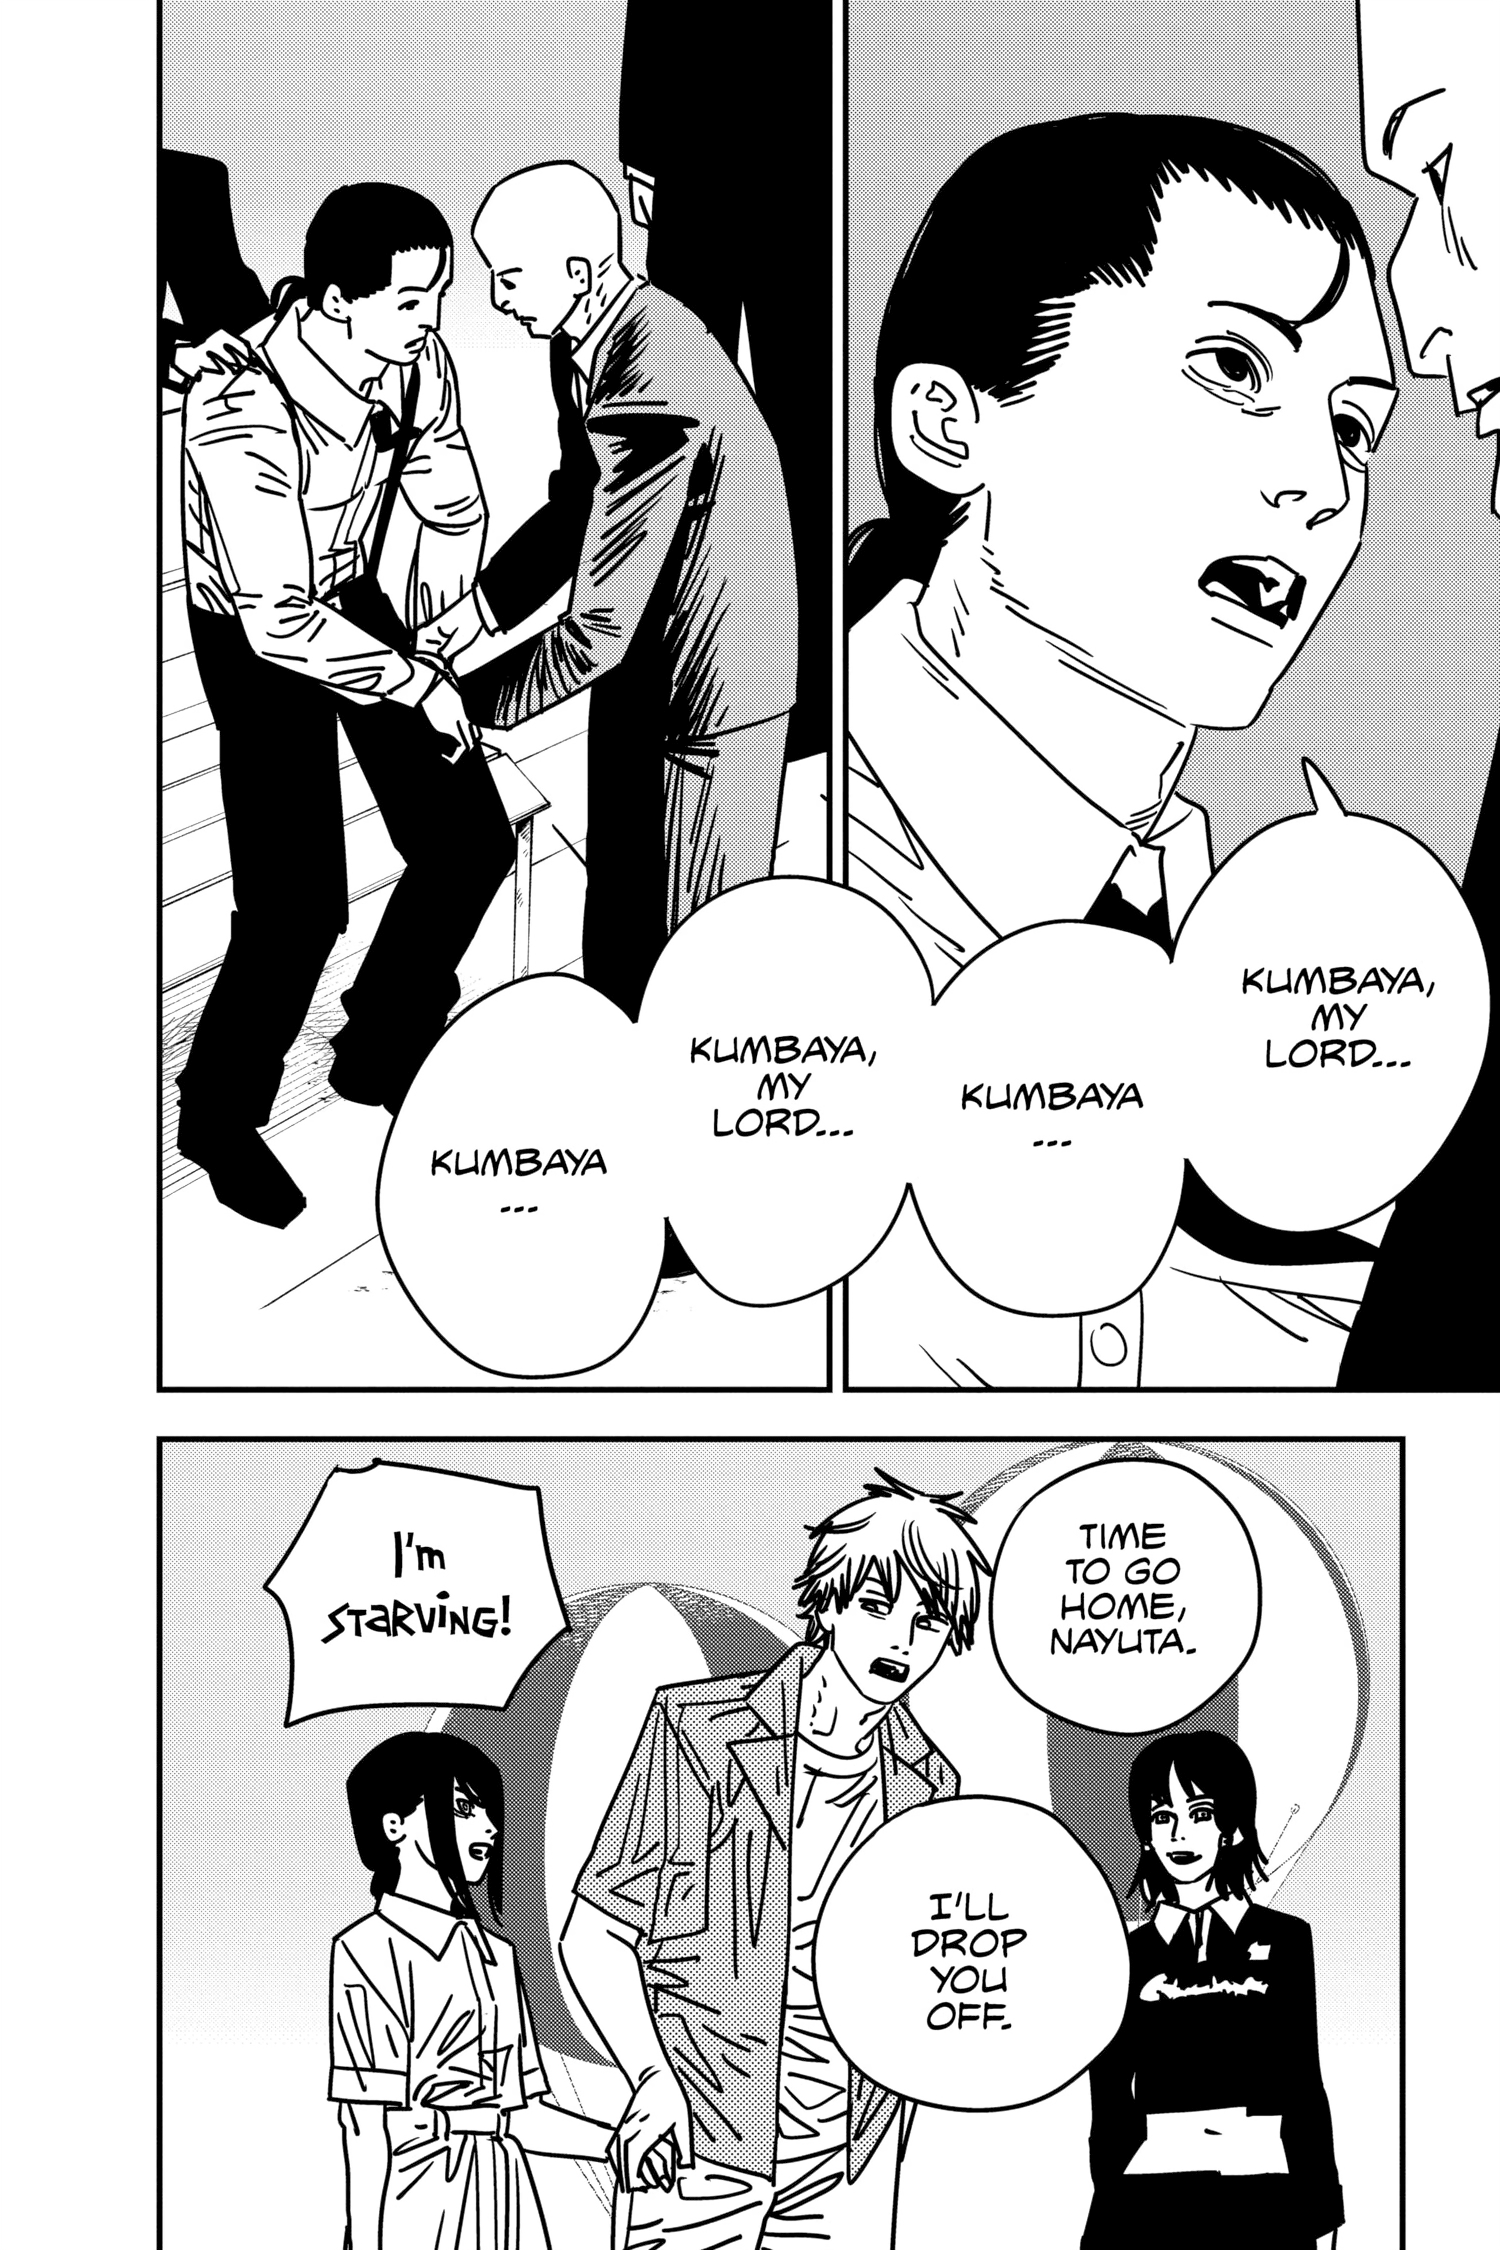 KUMBAYA,
MY
LORD...
KUMBAYA
...
KUMBAYA,
MY
LORD...
KUMBAYA
...
TIME
TO GO
HOME,
NAYUTA.
I'LL
DROP
YOU
OFF.
I'm
STARVING!